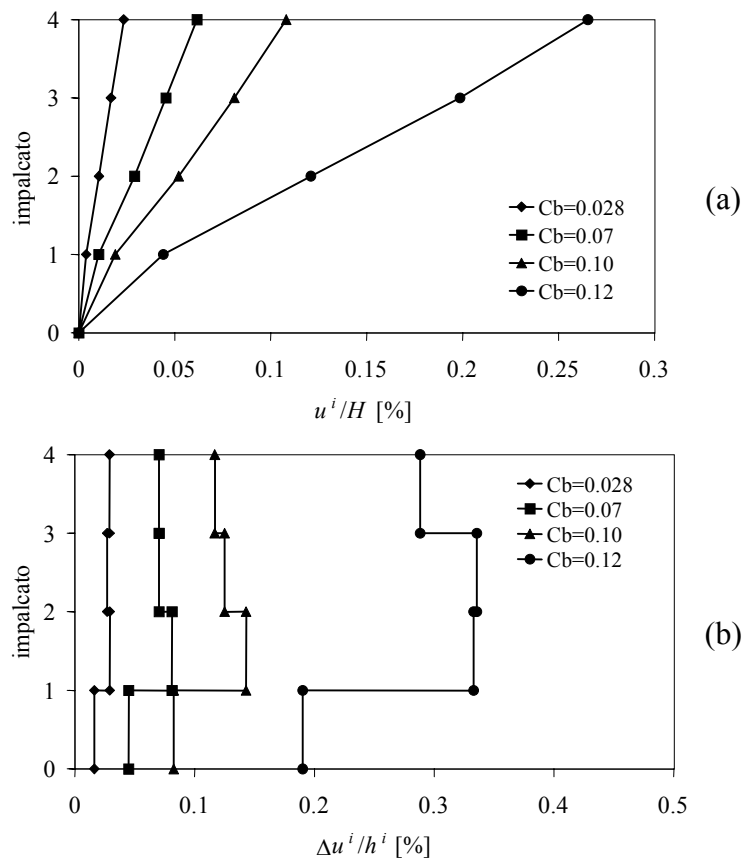 4
3
2
1
0
impalcato
Cb=0.028
Cb=0.07
Cb=0.10
Cb=0.12
(a)
0 0.05 0.1 0.15 0.2 0.25 0.3
u^i/H [%]
4
3
2
1
0
impalcato
Cb=0.028
Cb=0.07
Cb=0.10
Cb=0.12
(b)
0 0.1 0.2 0.3 0.4 0.5
Δu^i/h^i [%]